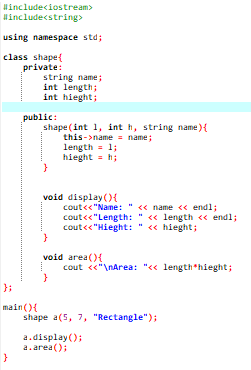 #include<iostream>
#include<string>
using namespace std;
class shape{
private:
string name;
int length;
int hieght;
public:
shape(int l, int h, string name){
this->name = name;
length = l;
hieght = h;
}
void display(){
cout<<"Name: " << name << endl;
cout<<"Length: " << length << endl;
cout<<"Hieght: " << hieght;
}
void area(){
cout <<"\nArea: "<< length*hieght;
}
};
main(){
shape a(5, 7, "Rectangle");
a.display();
a.area();
}